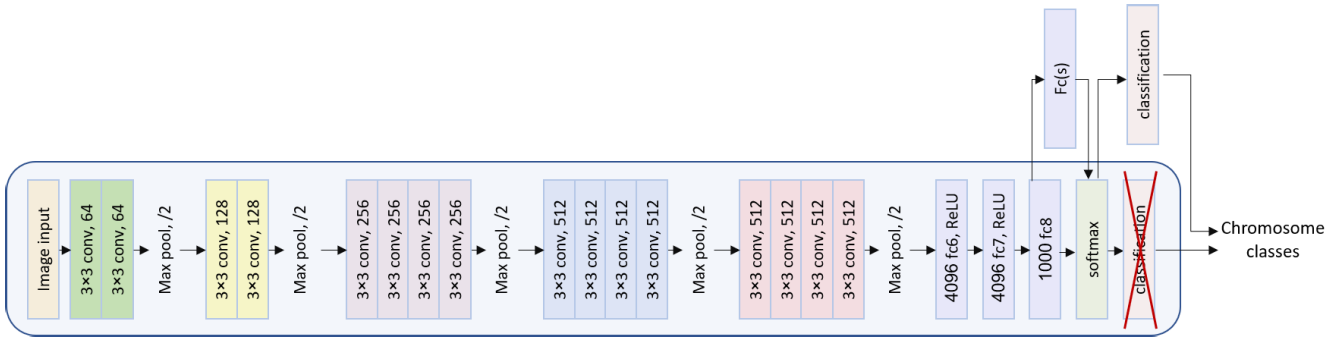 Fc(s)
classification
Image input
3×3 conv, 64
3×3 conv, 64
Max pool, /2
3×3 conv, 128
3×3 conv, 128
Max pool, /2
3×3 conv, 256
3×3 conv, 256
3×3 conv, 256
3×3 conv, 256
Max pool, /2
3×3 conv, 512
3×3 conv, 512
3×3 conv, 512
3×3 conv, 512
Max pool, /2
3×3 conv, 512
3×3 conv, 512
3×3 conv, 512
3×3 conv, 512
Max pool, /2
4096 fc6, ReLU
4096 fc7, ReLU
1000 fc8
softmax
classification
Chromosome
classes